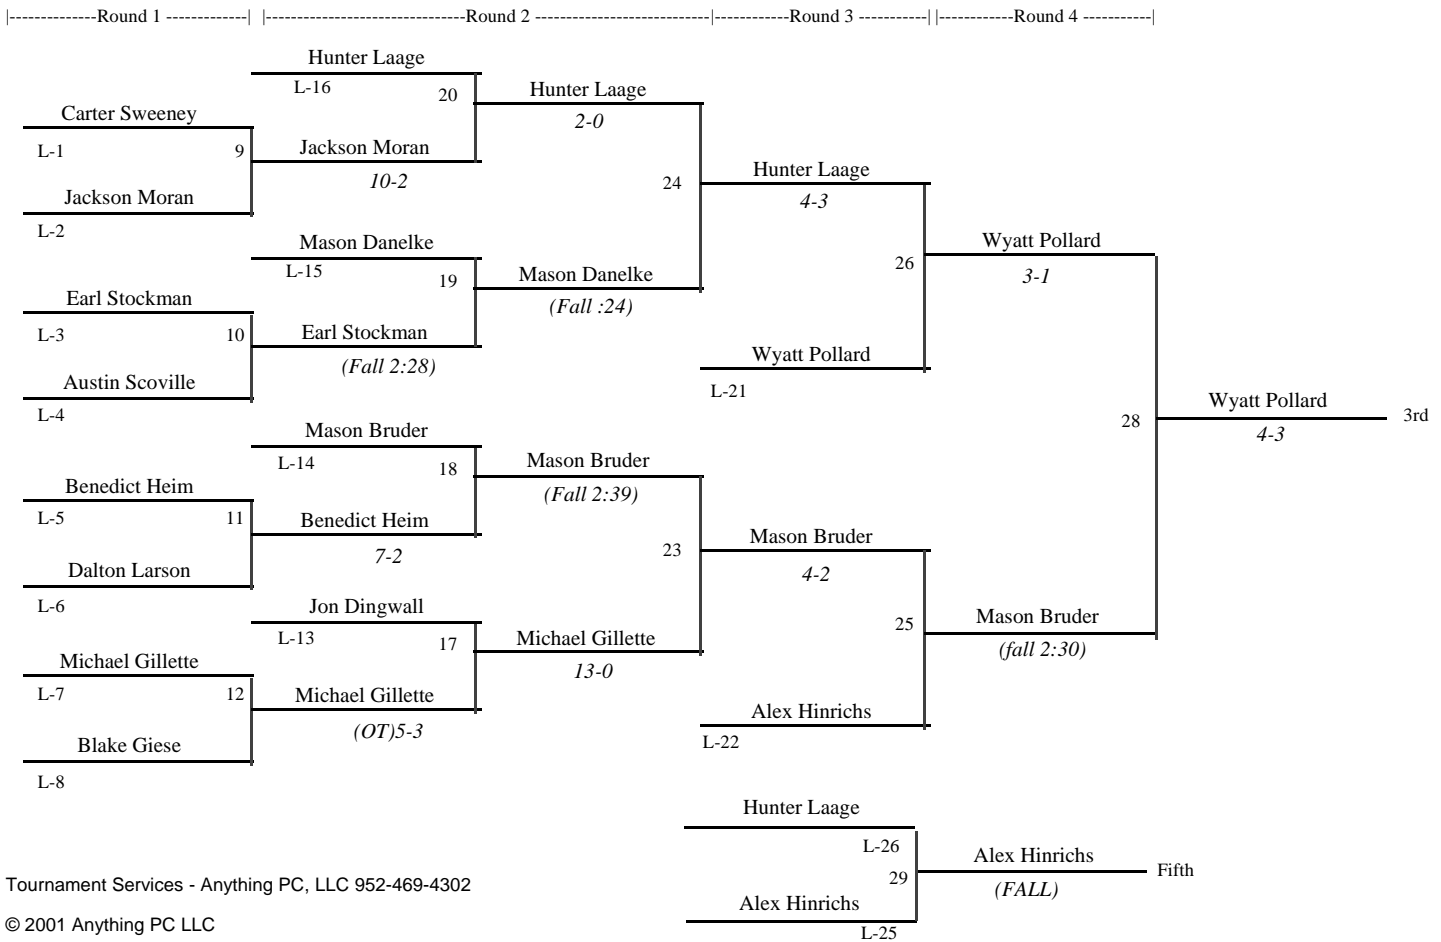 |-------------Round 1 -------------| |--------------------------------Round 2 ----------------------------|------------Round 3 -----------| |------------Round 4 -----------|
Hunter Laage
L-16
20
Hunter Laage
2-0
Carter Sweeney
L-1
9
Jackson Moran
10-2
Jackson Moran
L-2
24
Hunter Laage
4-3
Mason Danelke
L-15
19
Mason Danelke
(Fall :24)
Earl Stockman
L-3
10
Earl Stockman
(Fall 2:28)
Austin Scoville
L-4
26
Wyatt Pollard
3-1
Wyatt Pollard
L-21
28
Wyatt Pollard
4-3
3rd
Mason Bruder
L-14
18
Mason Bruder
(Fall 2:39)
Benedict Heim
L-5
11
Benedict Heim
7-2
Dalton Larson
L-6
23
Mason Bruder
4-2
Jon Dingwall
L-13
17
Michael Gillette
13-0
Michael Gillette
L-7
12
Michael Gillette
(OT)5-3
Blake Giese
L-8
25
Mason Bruder
(fall 2:30)
Alex Hinrichs
L-22
Hunter Laage
L-26
29
Alex Hinrichs
(FALL)
Fifth
Alex Hinrichs
L-25
Tournament Services - Anything PC, LLC 952-469-4302
© 2001 Anything PC LLC